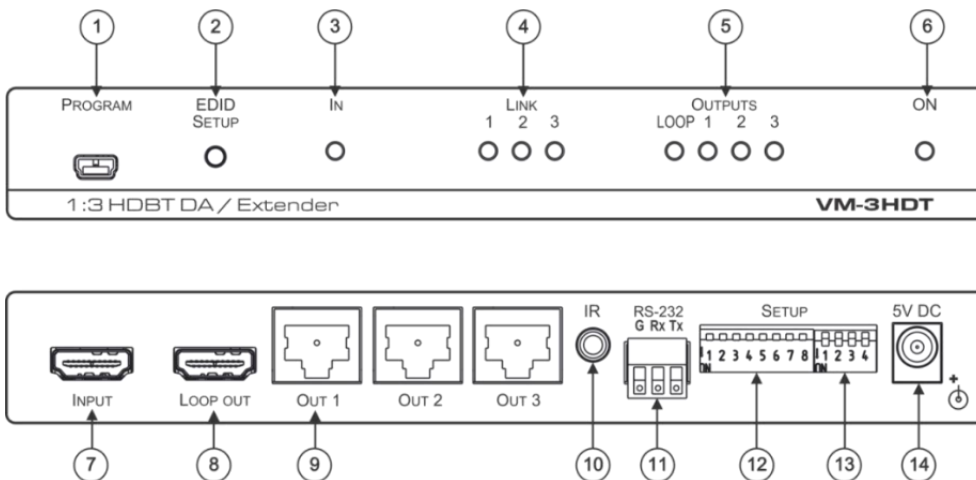 1 2 3 4 5 6
PROGRAM EDID SETUP IN LINK OUTPUTS ON
1 2 3 LOOP 1 2 3
1:3 HDBT DA / Extender VM-3HDT
IR RS-232 SETUP 5V DC
G Rx Tx
1 2 3 4 5 6 7 8 1 2 3 4
ON ON
+
INPUT LOOP OUT OUT 1 OUT 2 OUT 3
7 8 9 10 11 12 13 14